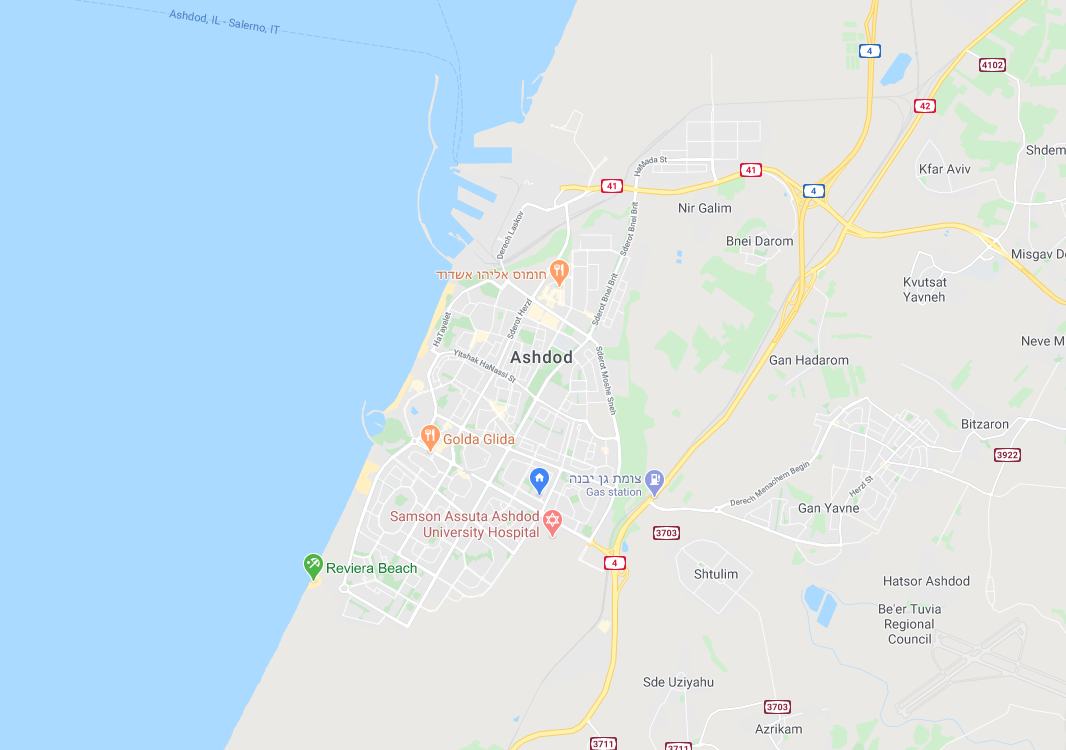 Ashdod, IL - Salerno, IT
4
4102
42
Shdem
Kfar Aviv
HaMada St
41
41
4
Nir Galim
Derech Laskov
Sderot Bnei Brit
Bnei Darom
Misgav D
חומוס אליהו אשדוד
Kvutsat
Yavneh
Sderot Herzl
Sderot Bnei Brit
HaTayelet
Neve M
Yitshak HaNassi St
Ashdod
Sderot Moshe Sneh
Gan Hadarom
Bitzaron
Golda Glida
3922
צומת גן יבנה
Gas station
Derech Menachem Begin
Herzl St
Gan Yavne
Samson Assuta Ashdod
University Hospital
3703
4
Reviera Beach
Shtulim
Hatsor Ashdod
Be'er Tuvia
Regional
Council
Sde Uziyahu
3703
Azrikam
3711
3711